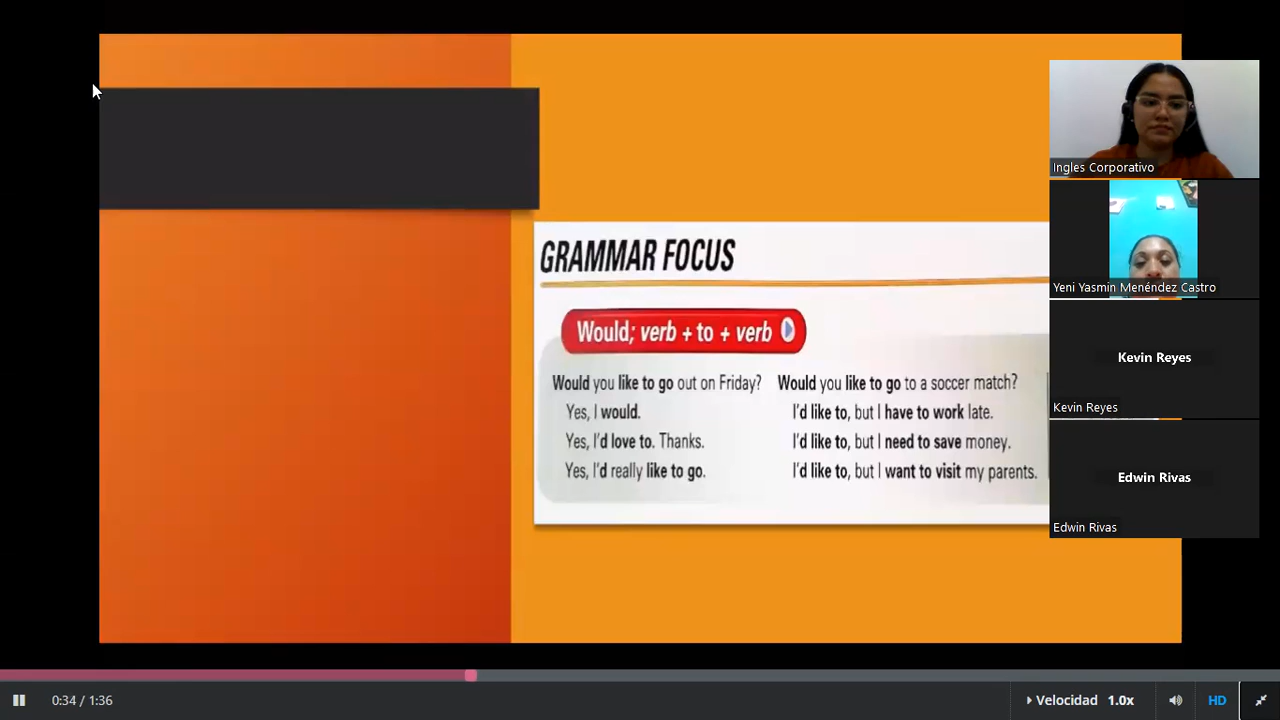 GRAMMAR FOCUS
Would; verb + to + verb
Would you like to go out on Friday?
Yes, I would.
Yes, I'd love to. Thanks.
Yes, I'd really like to go.
Would you like to go to a soccer match?
I'd like to, but I have to work late.
I'd like to, but I need to save money.
I'd like to, but I want to visit my parents.
Ingles Corporativo
Yeni Yasmin Menéndez Castro
Kevin Reyes
Kevin Reyes
Edwin Rivas
Edwin Rivas
0:34 / 1:36
Velocidad 1.0x
HD